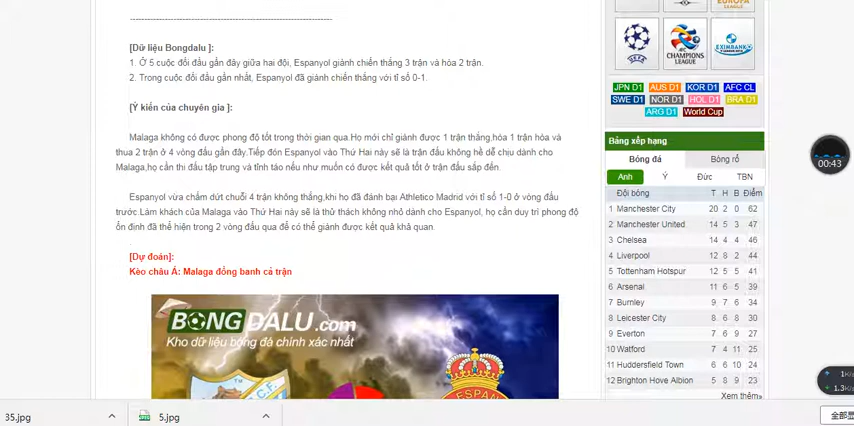 [Dữ liệu Bongdalu ]:
1. Ở 5 cuộc đối đầu gần đây giữa hai đội, Espanyol giành chiến thắng 3 trận và hòa 2 trận.
2. Trong cuộc đối đầu gần nhất, Espanyol đã giành chiến thắng với tỉ số 0-1.
[Ý kiến của chuyên gia ]:
Malaga không có được phong độ tốt trong thời gian qua.Họ mới chỉ giành được 1 trận thắng,hòa 1 trận hòa và
thua 2 trận ở 4 vòng đấu gần đây.Tiếp đón Espanyol vào Thứ Hai này sẽ là trận đấu không hề dễ chịu dành cho
Malaga,họ cần thi đấu tập trung và tỉnh táo nếu như muốn có được kết quả tốt ở trận đấu sắp đến.
Espanyol vừa chấm dứt chuỗi 4 trận không thắng,khi họ đã đánh bại Athletico Madrid với tỉ số 1-0 ở vòng đấu
trước.Làm khách của Malaga vào Thứ Hai này sẽ là thử thách không nhỏ dành cho Espanyol, họ cần duy trì phong độ
ổn định đã thể hiện trong 2 vòng đấu qua để có thể giành được kết quả khả quan.
[Dự đoán]:
Kèo châu Á: Malaga đồng banh cả trận
BONGDALU.com
Kho dữ liệu bóng đá chính xác nhất
C.F.
ESPAN
EUROPA
LEAGUE
CHAMPIONS
LEAGUE
AFC
CHAMPIONS
LEAGUE
EXIMBANK
JPN D1 AUS D1 KOR D1 AFC CL
SWE D1 NOR D1 HOL D1 BRA D1
ARG D1 World Cup
Bảng xếp hạng
Bóng đá Bóng rổ
Anh Ý Đức TBN
Đội bóng T H B Điểm
1 Manchester City 20 2 0 62
2 Manchester United 14 5 3 47
3 Chelsea 14 4 4 46
4 Liverpool 12 8 2 44
5 Tottenham Hotspur 12 5 5 41
6 Arsenal 11 6 5 39
7 Burnley 9 7 6 34
8 Leicester City 8 6 8 30
9 Everton 7 6 9 27
10 Watford 7 4 11 25
11 Huddersfield Town 6 6 10 24
12 Brighton Hove Albion 5 8 9 23
Xem thêm»
00:43
1K/s
1.3K/s
35.jpg
5.jpg
全部显